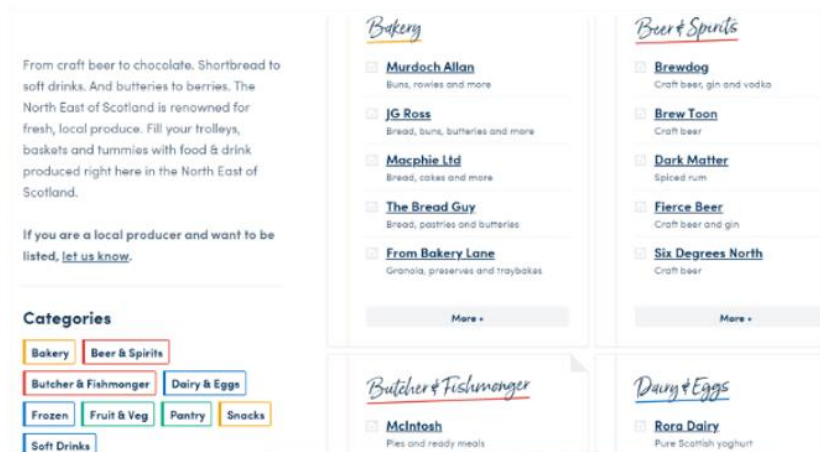 From craft beer to chocolate. Shortbread to
soft drinks. And butteries to berries. The
North East of Scotland is renowned for
fresh, local produce. Fill your trolleys,
baskets and tummies with food & drink
produced right here in the North East of
Scotland.
If you are a local producer and want to be
listed, let us know.
Categories
Bakery
Beer & Spirits
Butcher & Fishmonger
Dairy & Eggs
Frozen
Fruit & Veg
Pantry
Snacks
Soft Drinks
Bakery
Murdoch Allan
Buns, rowies and more
JG Ross
Bread, buns, butteries and more
Macphie Ltd
Bread, cakes and more
The Bread Guy
Bread, pastries and butteries
From Bakery Lane
Granola, preserves and traybakes
More +
Beer & Spirits
Brewdog
Craft beer, gin and vodka
Brew Toon
Craft beer
Dark Matter
Spiced rum
Fierce Beer
Craft beer and gin
Six Degrees North
Craft beer
More +
Butcher & Fishmonger
McIntosh
Pies and ready meals
Dairy & Eggs
Rora Dairy
Pure Scottish yoghurt